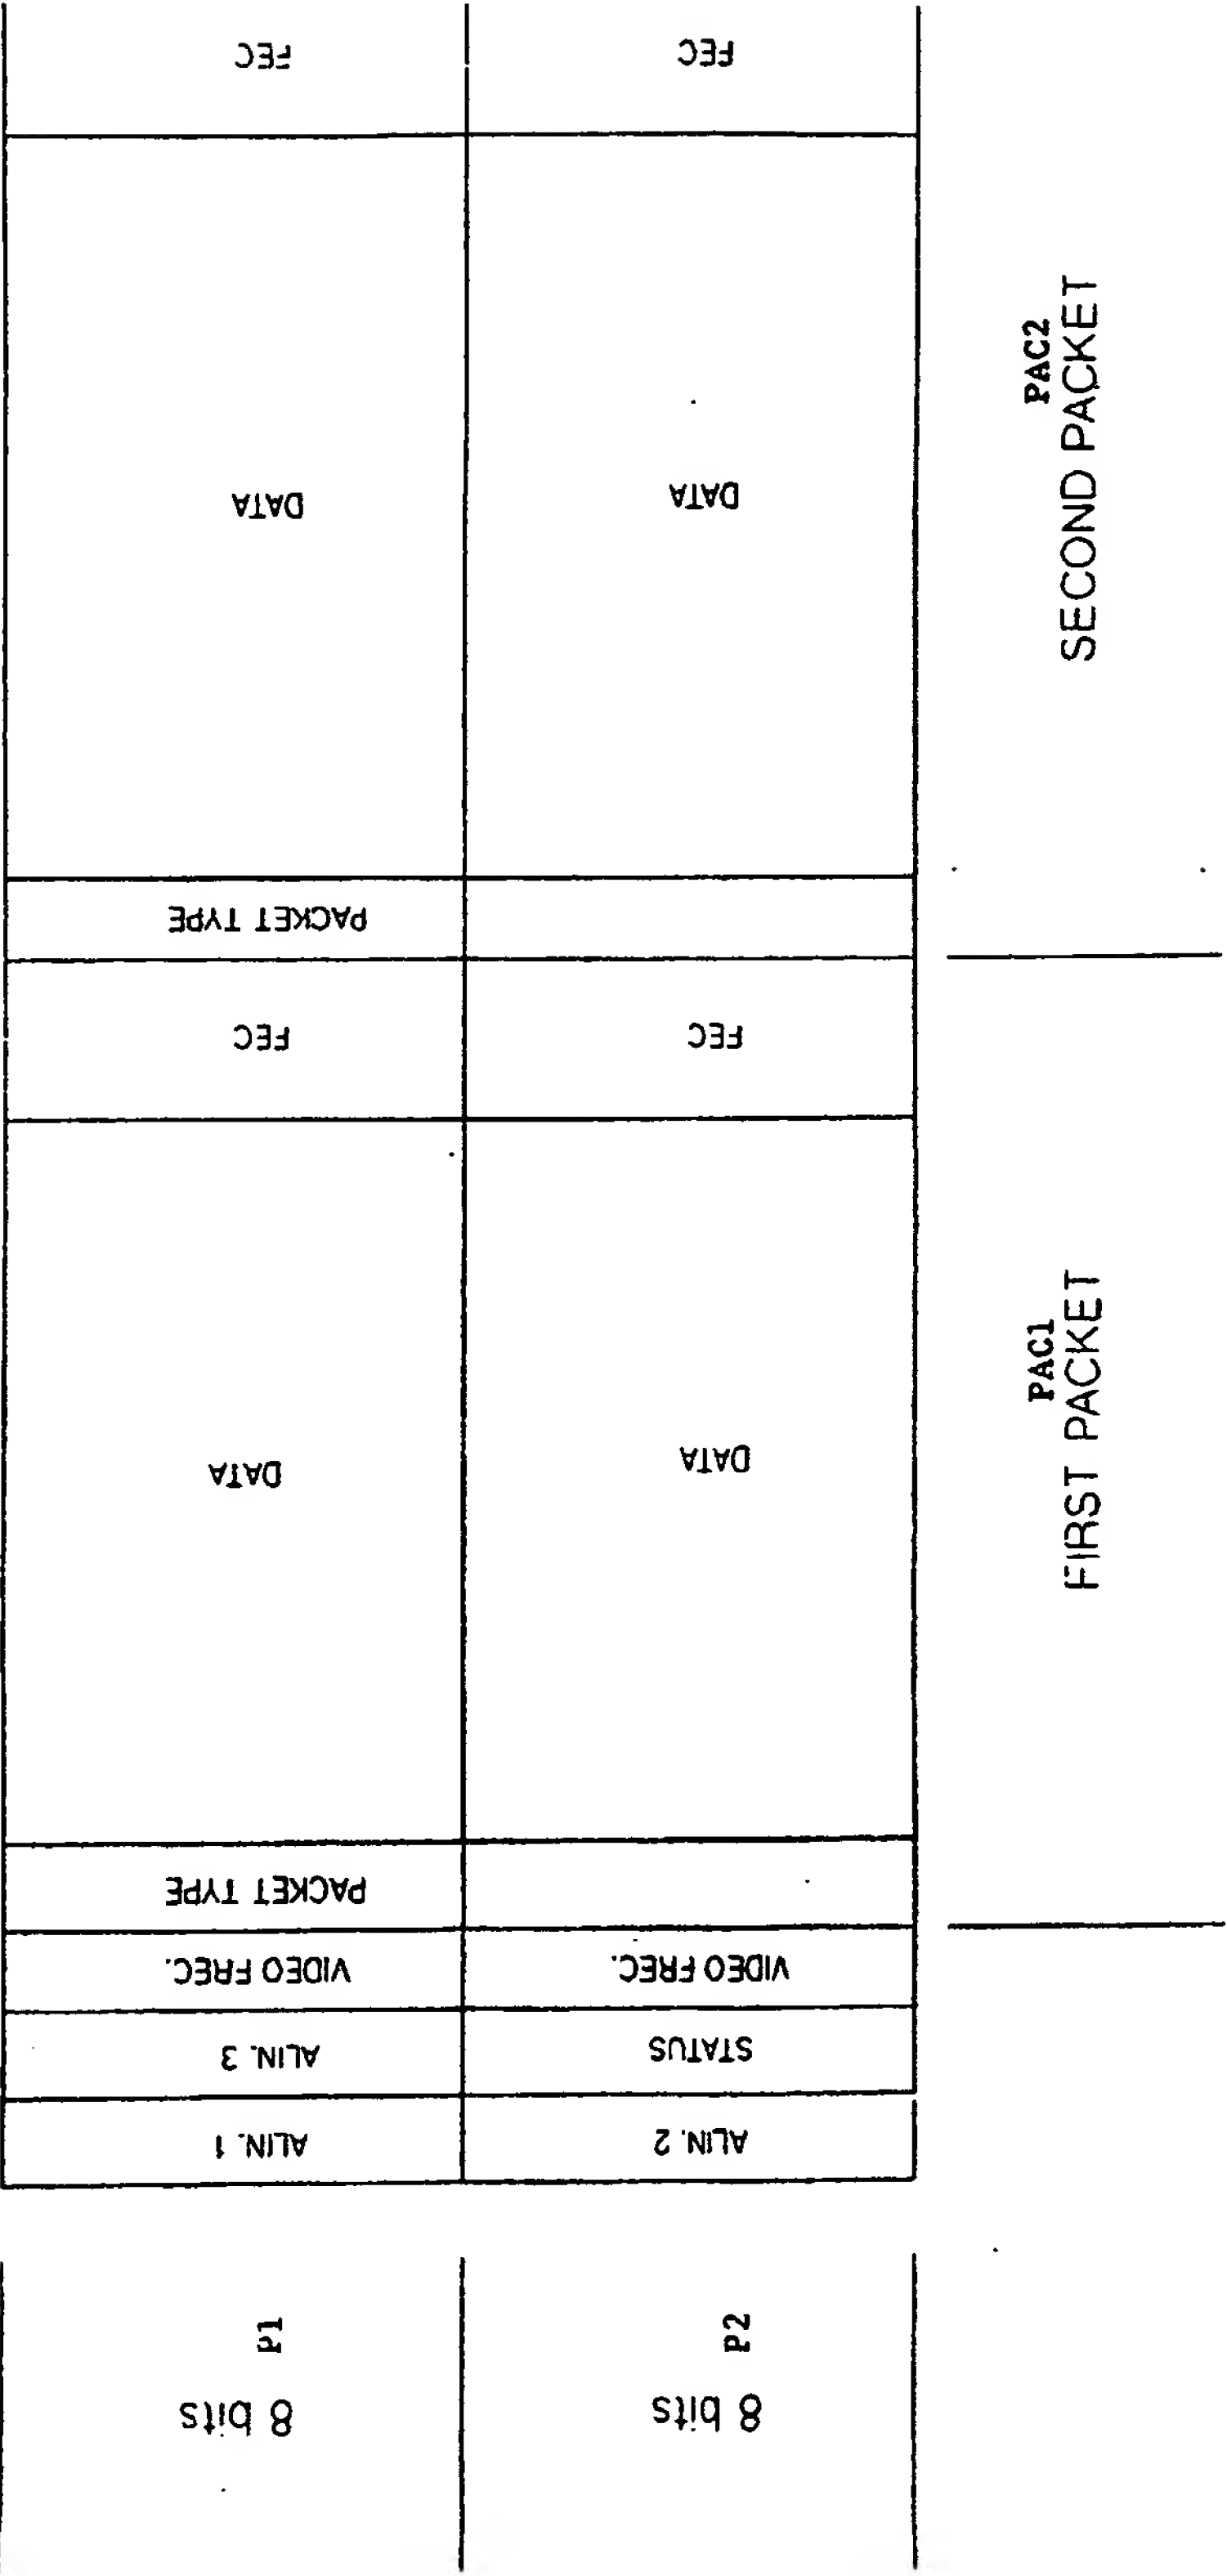 8 bits P1
8 bits P2
ALIN. 1
ALIN. 2
ALIN. 3
STATUS
VIDEO FREC.
VIDEO FREC.
PACKET TYPE
DATA
DATA
FEC
FEC
PACKET TYPE
DATA
DATA
FEC
FEC
PAC1
FIRST PACKET
PAC2
SECOND PACKET